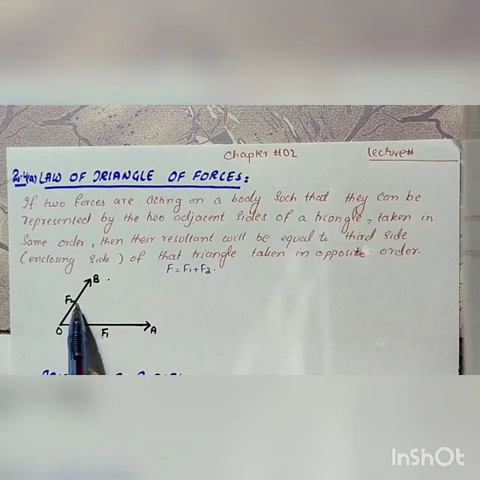 Chapter #02 lecture#
2.4(a) LAW OF TRIANGLE OF FORCES:
If two forces are acting on a body such that they can be
represented by the two adjacent sides of a triangle, taken in
same order, then their resultant will be equal to third side
(enclosing side) of that triangle taken in opposite order.
F = F1 + F2.
B.
F2
O F1 A
InShOt